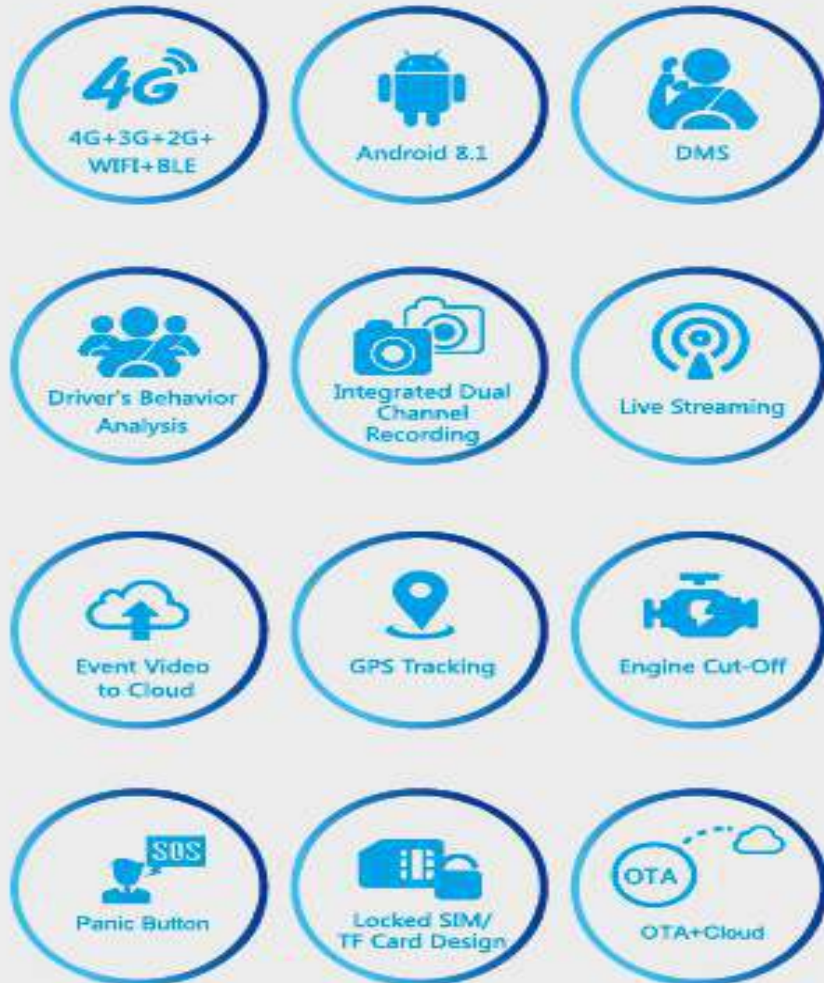 4G
4G+3G+2G+
WIFI+BLE
Android 8.1
DMS
Driver's Behavior
Analysis
Integrated Dual
Channel
Recording
Live Streaming
Event Video
to Cloud
GPS Tracking
Engine Cut-Off
SOS
Panic Button
Locked SIM/
TF Card Design
OTA
OTA+Cloud